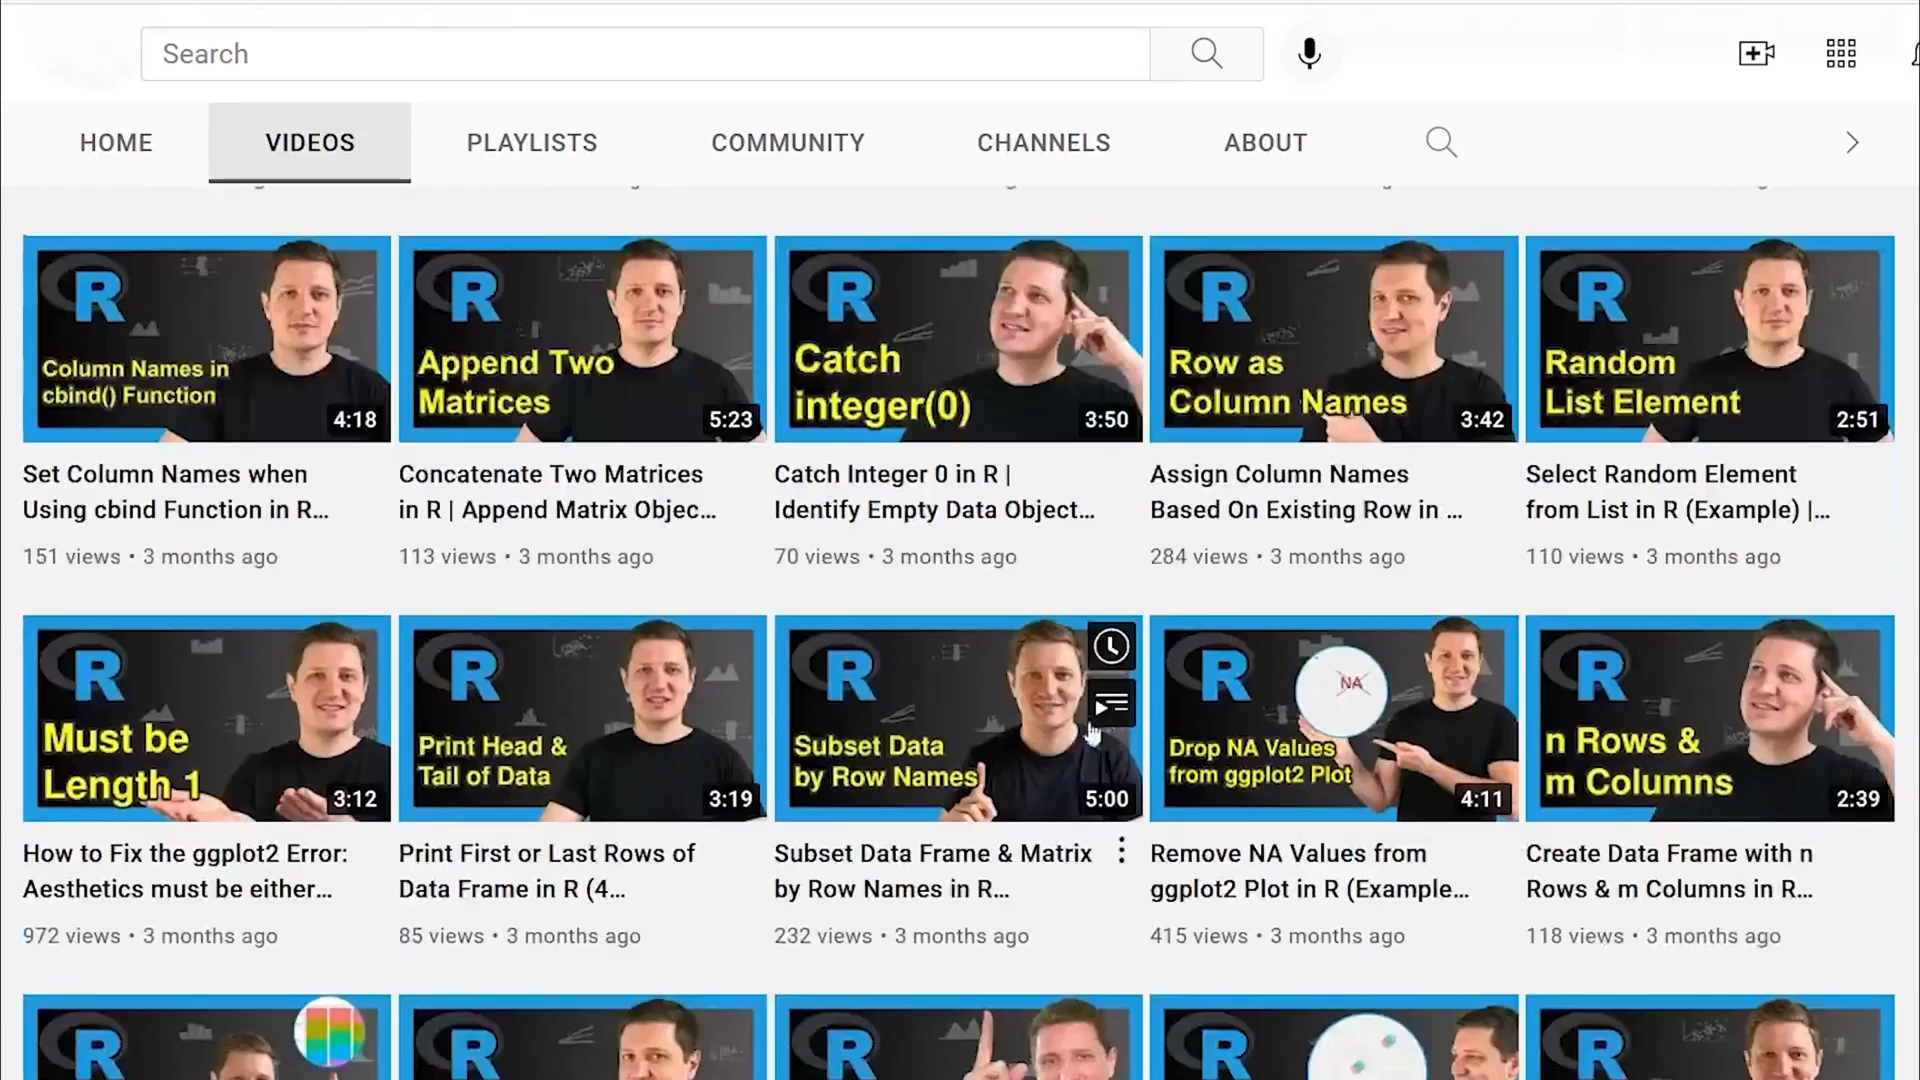 Search
HOME VIDEOS PLAYLISTS COMMUNITY CHANNELS ABOUT
R
Column Names in
cbind() Function
4:18
R
Append Two
Matrices
5:23
R
Catch
integer(0)
3:50
R
Row as
Column Names
3:42
R
Random
List Element
2:51
Set Column Names when
Using cbind Function in R...
151 views • 3 months ago
Concatenate Two Matrices
in R | Append Matrix Objec...
113 views • 3 months ago
Catch Integer 0 in R |
Identify Empty Data Object...
70 views • 3 months ago
Assign Column Names
Based On Existing Row in ...
284 views • 3 months ago
Select Random Element
from List in R (Example) |...
110 views • 3 months ago
R
Must be
Length 1
3:12
R
Print Head &
Tail of Data
3:19
R
Subset Data
by Row Names
5:00
R
NA
Drop NA Values
from ggplot2 Plot
4:11
R
n Rows &
m Columns
2:39
How to Fix the ggplot2 Error:
Aesthetics must be either...
972 views • 3 months ago
Print First or Last Rows of
Data Frame in R (4...
85 views • 3 months ago
Subset Data Frame & Matrix
by Row Names in R...
232 views • 3 months ago
Remove NA Values from
ggplot2 Plot in R (Example...
415 views • 3 months ago
Create Data Frame with n
Rows & m Columns in R...
118 views • 3 months ago
R
R
R
R
R